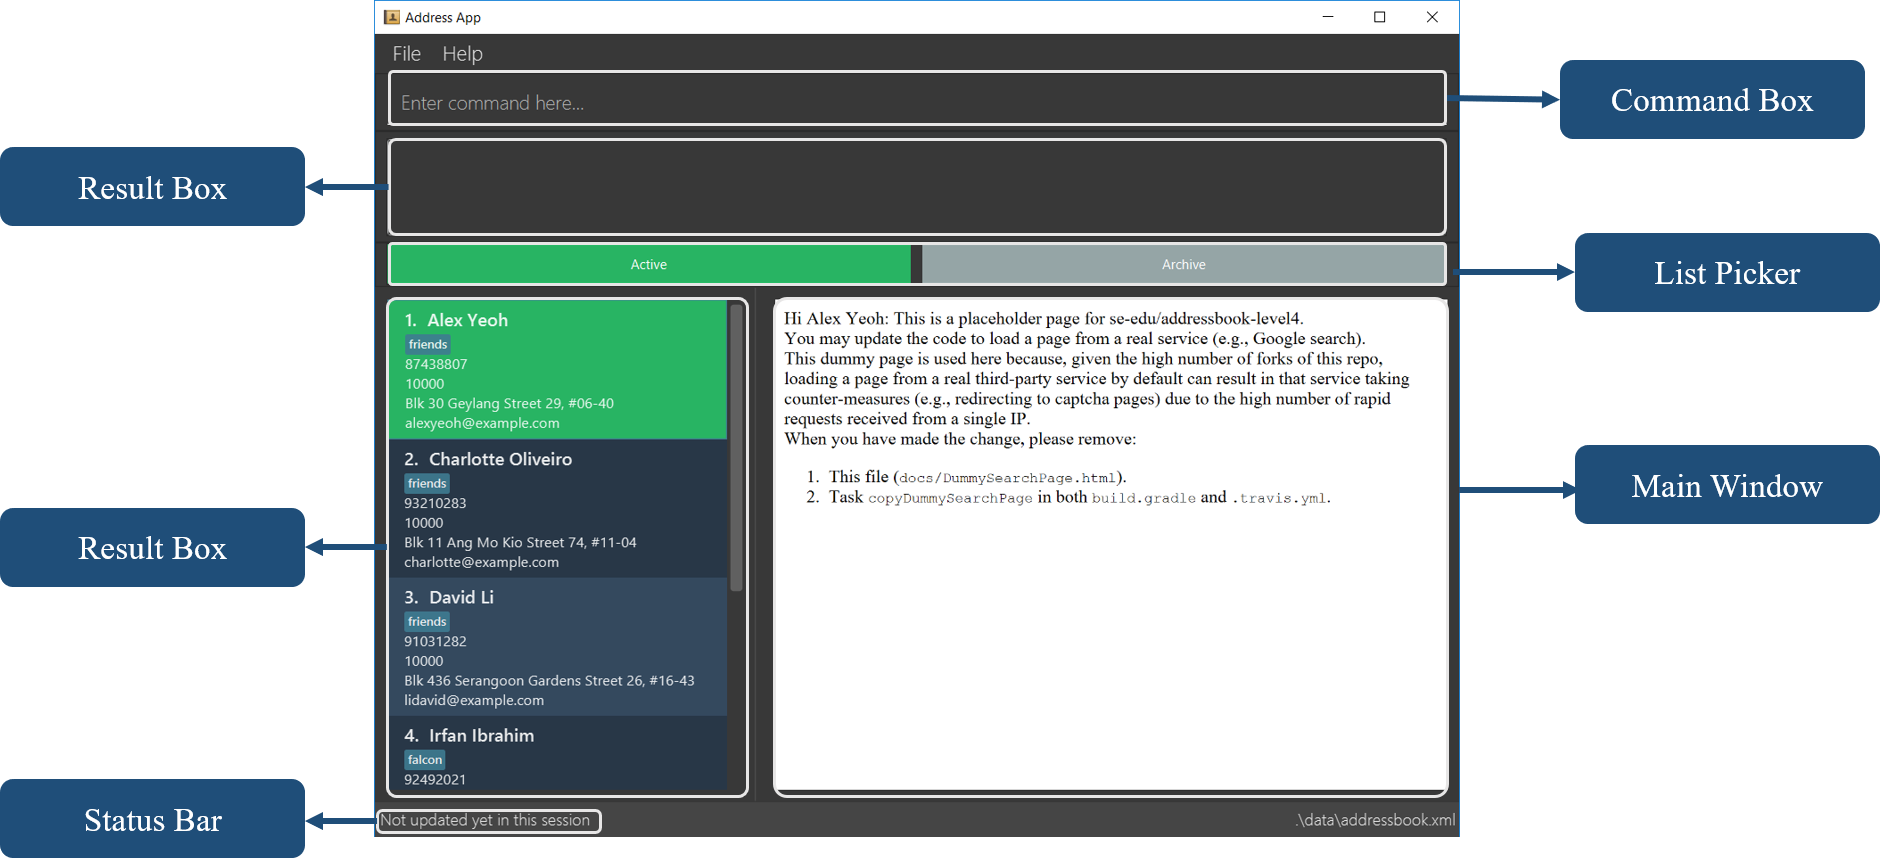 Address App
File Help
Enter command here...
Command Box
Result Box
Active Archive
List Picker
1. Alex Yeoh
friends
87438807
10000
Blk 30 Geylang Street 29, #06-40
alexyeoh@example.com
2. Charlotte Oliveiro
friends
93210283
10000
Blk 11 Ang Mo Kio Street 74, #11-04
charlotte@example.com
3. David Li
friends
91031282
10000
Blk 436 Serangoon Gardens Street 26, #16-43
lidavid@example.com
4. Irfan Ibrahim
falcon
92492021
Hi Alex Yeoh: This is a placeholder page for se-edu/addressbook-level4.
You may update the code to load a page from a real service (e.g., Google search).
This dummy page is used here because, given the high number of forks of this repo,
loading a page from a real third-party service by default can result in that service taking
counter-measures (e.g., redirecting to captcha pages) due to the high number of rapid
requests received from a single IP.
When you have made the change, please remove:
1. This file (docs/DummySearchPage.html).
2. Task copyDummySearchPage in both build.gradle and .travis.yml.
Main Window
Result Box
Status Bar
Not updated yet in this session
.\data\addressbook.xml